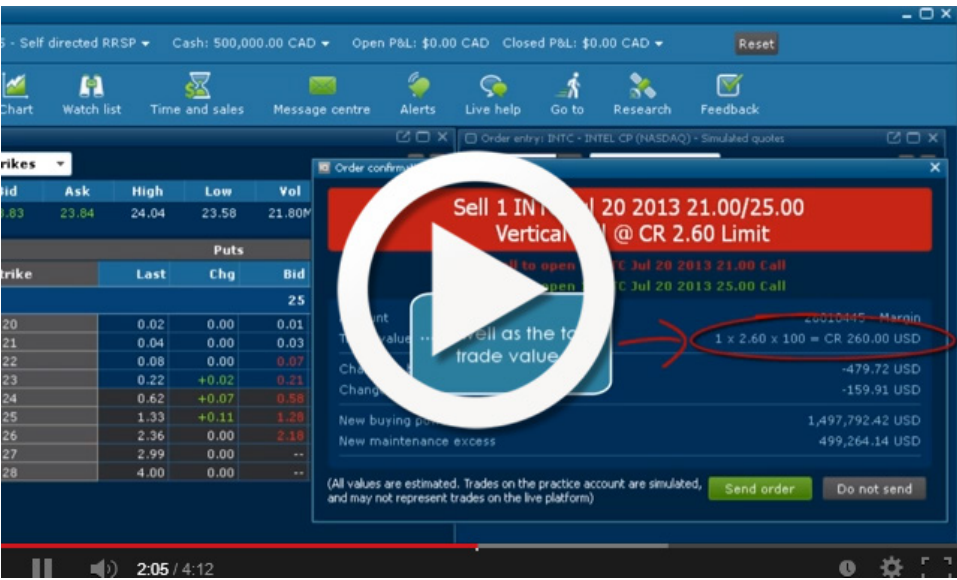 5 - Self directed RRSP Cash: 500,000.00 CAD Open P&L: $0.00 CAD Closed P&L: $0.00 CAD Reset
Chart Watch list Time and sales Message centre Alerts Live help Go to Research Feedback
Order entry: INTC - INTEL CP (NASDAQ) - Simulated quotes
rikes
Order confirm
Bid Ask High Low Vol
.83 23.84 24.04 23.58 21.80M
Sell 1 IN 20 2013 21.00/25.00
Vertical @ CR 2.60 Limit
Puts
to open TC Jul 20 2013 21.00 Call
open TC Jul 20 2013 25.00 Call
trike Last Chg Bid
25
20 0.02 0.00 0.01
21 0.04 0.00 0.03
22 0.08 0.00 0.07
23 0.22 +0.02 0.21
24 0.62 +0.07 0.58
25 1.33 +0.11 1.28
26 2.36 0.00 2.18
27 2.99 0.00 --
28 4.00 0.00 --
26010445 - Margin
value 1 x 2.60 x 100 = CR 260.00 USD
... well as the to
trade value
-479.72 USD
Chang -159.91 USD
New buying po 1,497,792.42 USD
New maintenance excess 499,264.14 USD
(All values are estimated. Trades on the practice account are simulated,
and may not represent trades on the live platform)
Send order Do not send
2:05 / 4:12